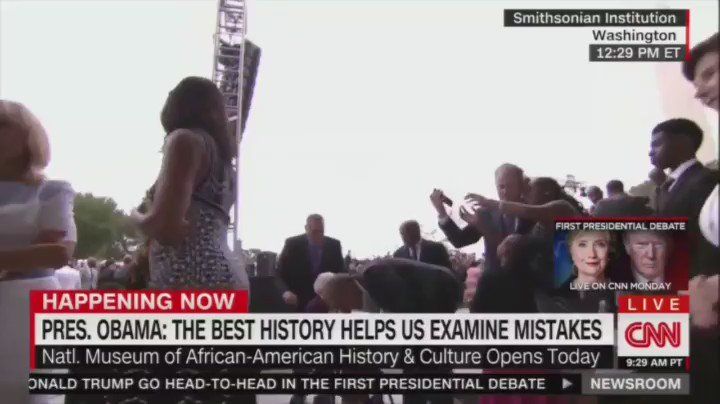 Smithsonian Institution
Washington
12:29 PM ET
FIRST PRESIDENTIAL DEBATE
LIVE ON CNN MONDAY
HAPPENING NOW
PRES. OBAMA: THE BEST HISTORY HELPS US EXAMINE MISTAKES
Natl. Museum of African-American History & Culture Opens Today
LIVE
CNN
9:29 AM PT
ONALD TRUMP GO HEAD-TO-HEAD IN THE FIRST PRESIDENTIAL DEBATE
NEWSROOM